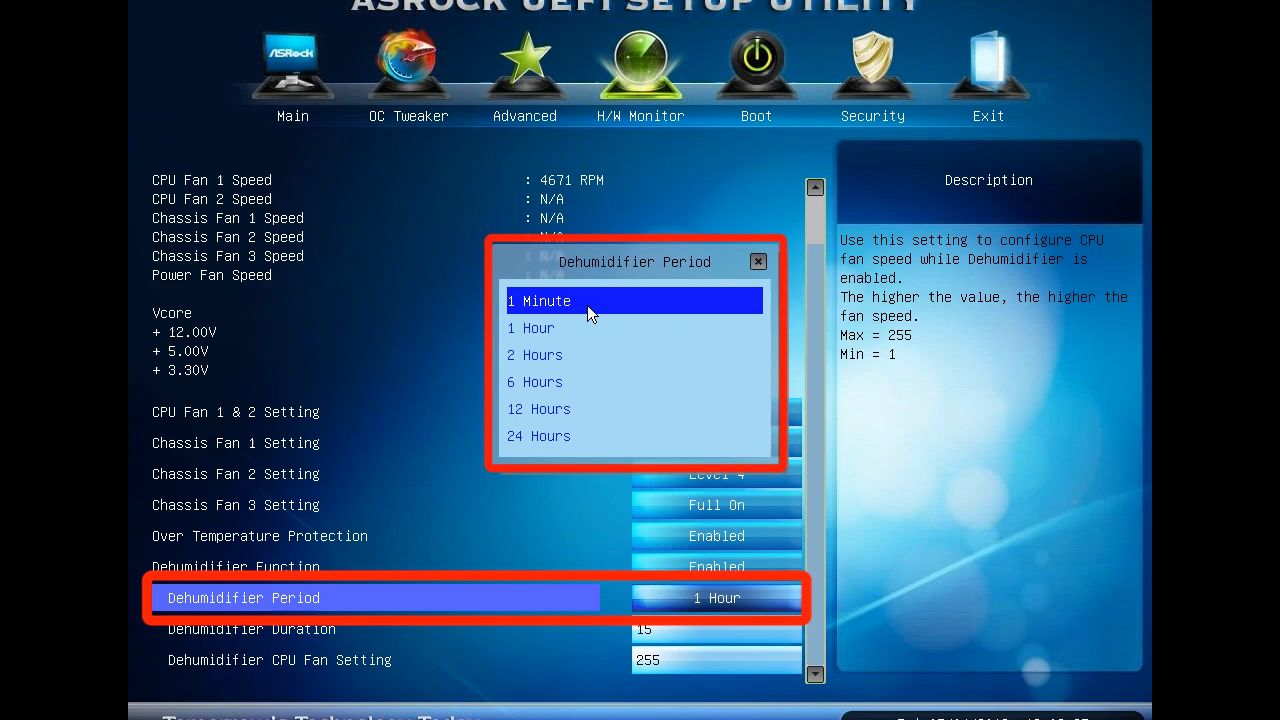 ASROCK UEFI SETUP UTILITY
ASRock
Main OC Tweaker Advanced H/W Monitor Boot Security Exit
CPU Fan 1 Speed : 4671 RPM
CPU Fan 2 Speed : N/A
Chassis Fan 1 Speed : N/A
Chassis Fan 2 Speed : N/A
Chassis Fan 3 Speed
Power Fan Speed
Vcore
+ 12.00V
+ 5.00V
+ 3.30V
CPU Fan 1 & 2 Setting
Chassis Fan 1 Setting
Chassis Fan 2 Setting Level 4
Chassis Fan 3 Setting Full On
Over Temperature Protection Enabled
Dehumidifier Function Enabled
Dehumidifier Period 1 Hour
Dehumidifier Duration 15
Dehumidifier CPU Fan Setting 255
Dehumidifier Period
1 Minute
1 Hour
2 Hours
6 Hours
12 Hours
24 Hours
Description
Use this setting to configure CPU
fan speed while Dehumidifier is
enabled.
The higher the value, the higher the
fan speed.
Max = 255
Min = 1
Tomorrow's Technology Today